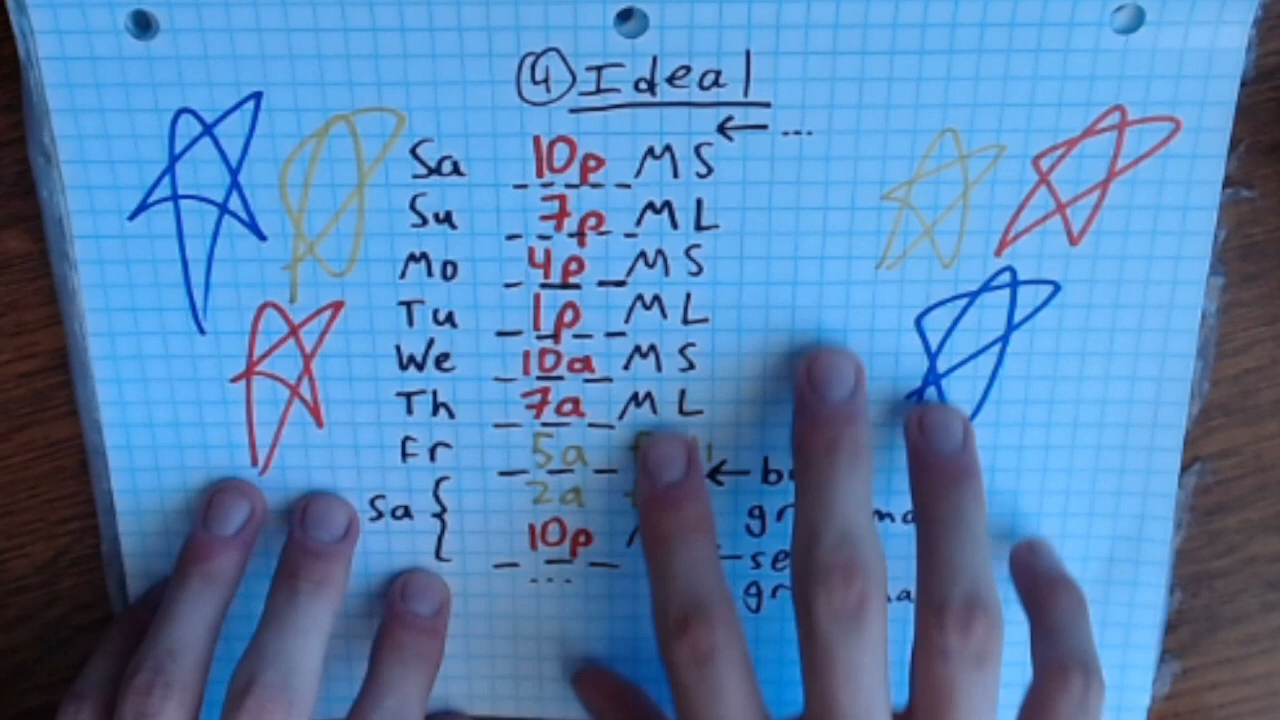 ④ Ideal
← ...
Sa 10p MS
Su 7p ML
Mo 4p MS
Tu 1p ML
We 10a MS
Th 7a ML
Fr 5a
←
Sa { 2a
10p
...